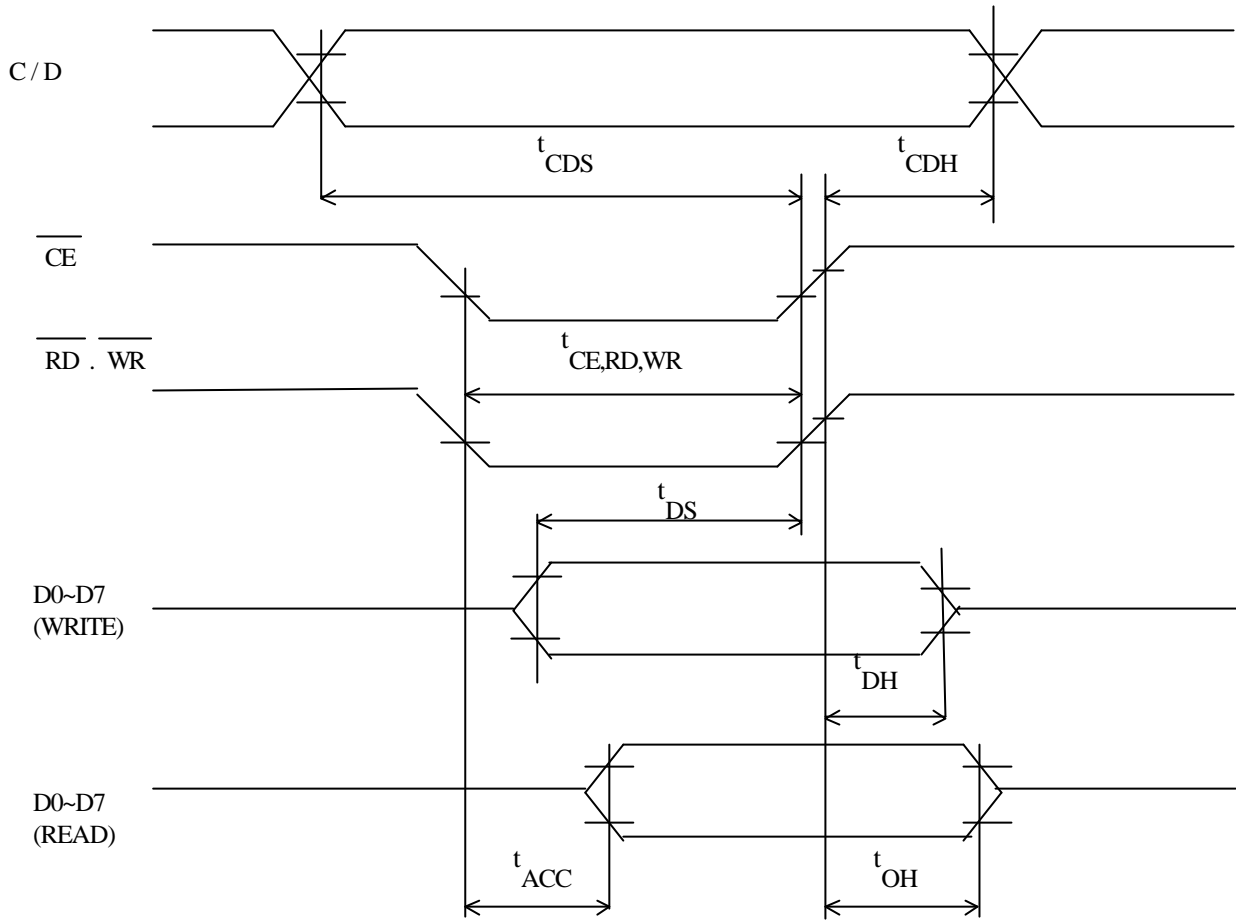 C / D
t CDS
t CDH
CE
RD . WR
t CE,RD,WR
t DS
D0~D7
(WRITE)
t DH
D0~D7
(READ)
t ACC
t OH